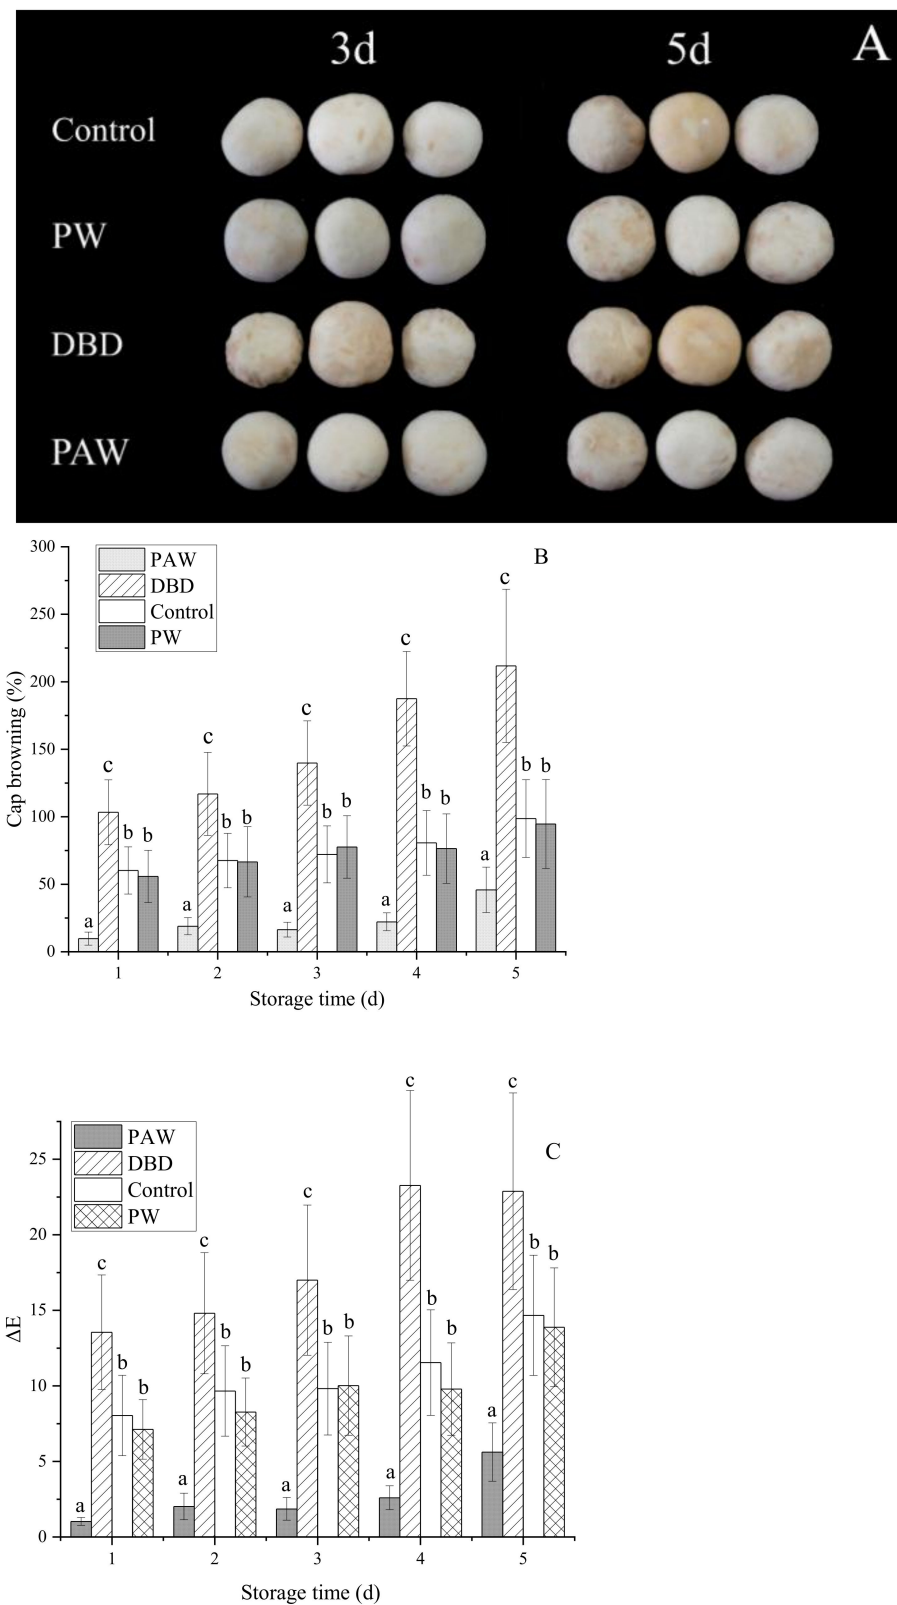 3d 5d A
Control
PW
DBD
PAW
300
250
200
150
100
50
0
Cap browning (%)
PAW
DBD
Control
PW
B
a c b b
a c b b
a c b b
a c b b
a c b b
1 2 3 4 5
Storage time (d)
25
20
15
10
5
0
ΔE
PAW
DBD
Control
PW
C
a c b b
a c b b
a c b b
a c b b
a c b b
1 2 3 4 5
Storage time (d)